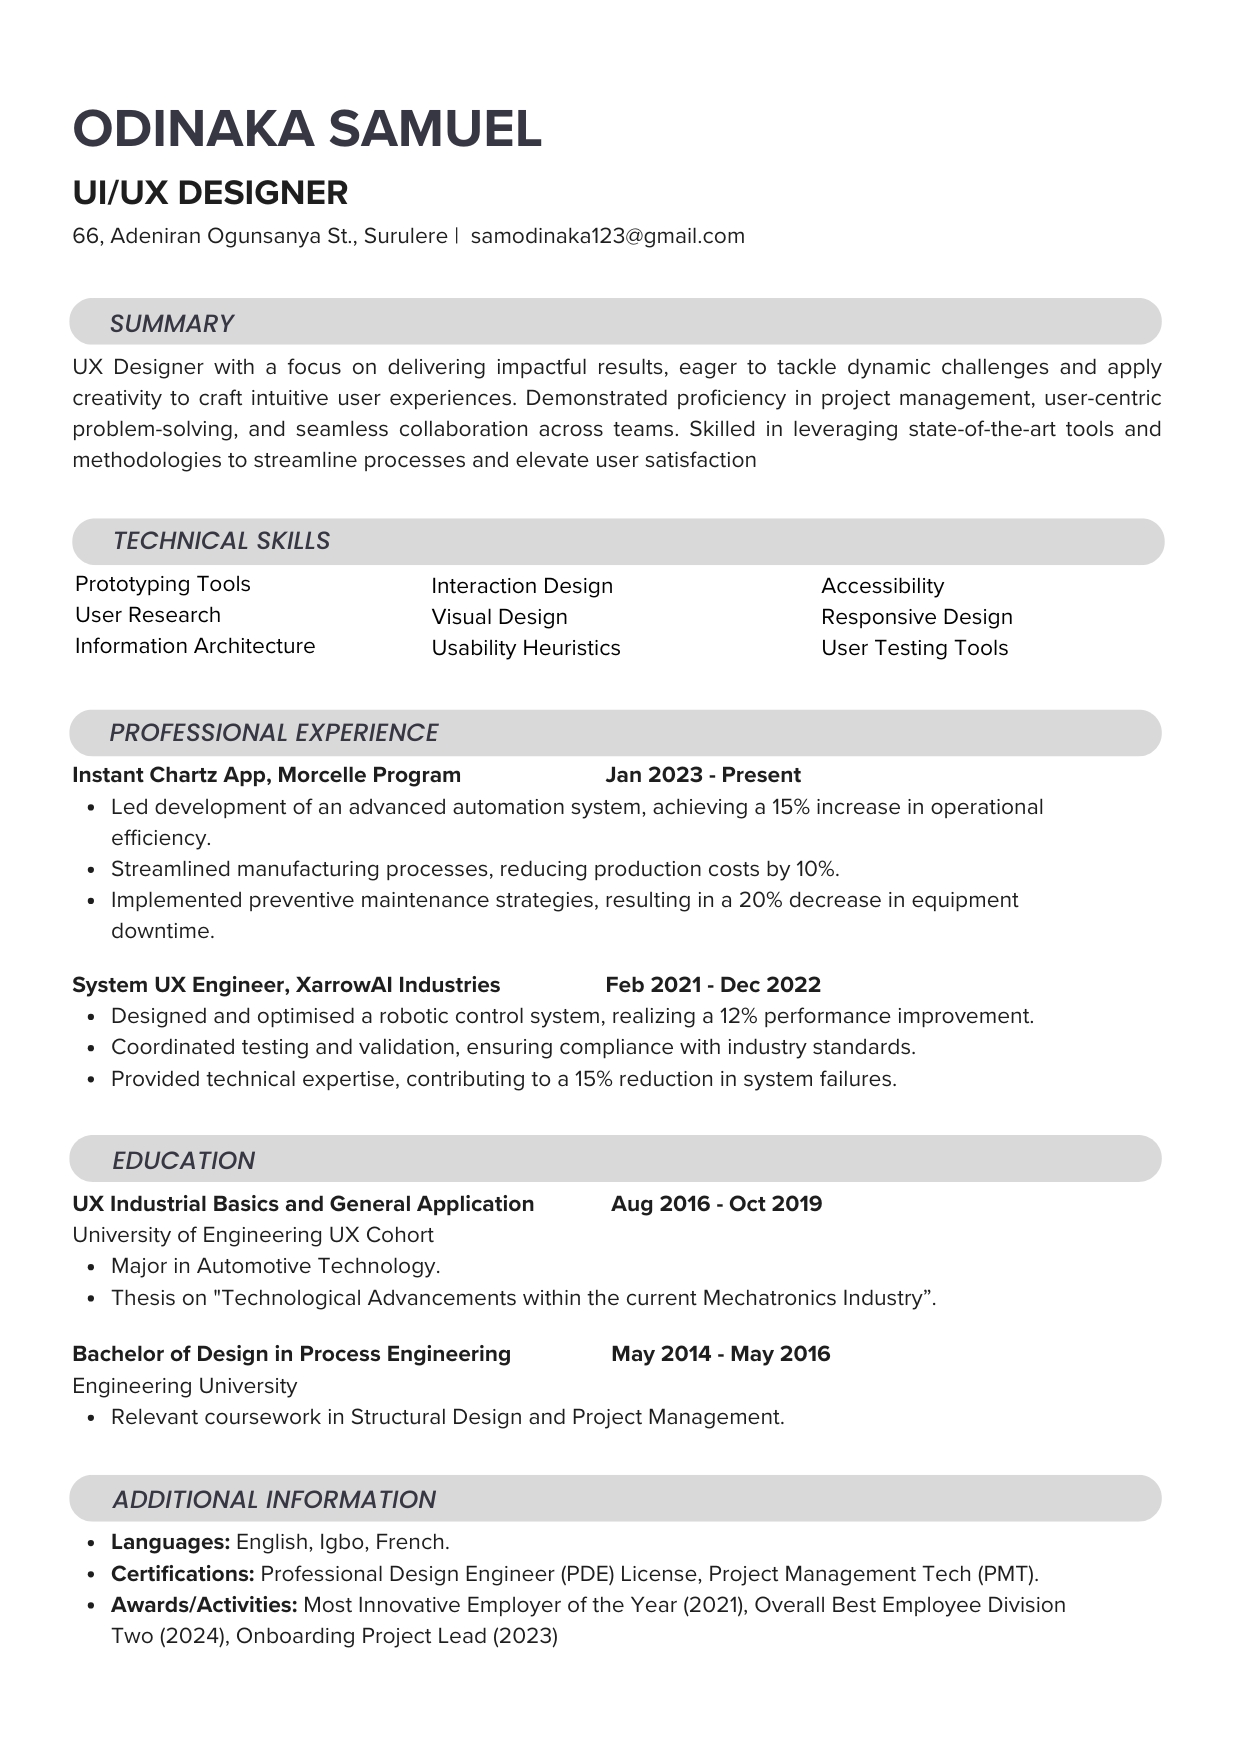 ODINAKA SAMUEL
UI/UX DESIGNER
66, Adeniran Ogunsanya St., Surulere | samodinaka123@gmail.com
SUMMARY
UX Designer with a focus on delivering impactful results, eager to tackle dynamic challenges and apply
creativity to craft intuitive user experiences. Demonstrated proficiency in project management, user-centric
problem-solving, and seamless collaboration across teams. Skilled in leveraging state-of-the-art tools and
methodologies to streamline processes and elevate user satisfaction
TECHNICAL SKILLS
Prototyping Tools
User Research
Information Architecture
Interaction Design
Visual Design
Usability Heuristics
Accessibility
Responsive Design
User Testing Tools
PROFESSIONAL EXPERIENCE
Instant Chartz App, Morcelle Program Jan 2023 - Present
• Led development of an advanced automation system, achieving a 15% increase in operational
efficiency.
• Streamlined manufacturing processes, reducing production costs by 10%.
• Implemented preventive maintenance strategies, resulting in a 20% decrease in equipment
downtime.
System UX Engineer, XarrowAI Industries Feb 2021 - Dec 2022
• Designed and optimised a robotic control system, realizing a 12% performance improvement.
• Coordinated testing and validation, ensuring compliance with industry standards.
• Provided technical expertise, contributing to a 15% reduction in system failures.
EDUCATION
UX Industrial Basics and General Application Aug 2016 - Oct 2019
University of Engineering UX Cohort
• Major in Automotive Technology.
• Thesis on "Technological Advancements within the current Mechatronics Industry”.
Bachelor of Design in Process Engineering May 2014 - May 2016
Engineering University
• Relevant coursework in Structural Design and Project Management.
ADDITIONAL INFORMATION
• Languages: English, Igbo, French.
• Certifications: Professional Design Engineer (PDE) License, Project Management Tech (PMT).
• Awards/Activities: Most Innovative Employer of the Year (2021), Overall Best Employee Division
Two (2024), Onboarding Project Lead (2023)